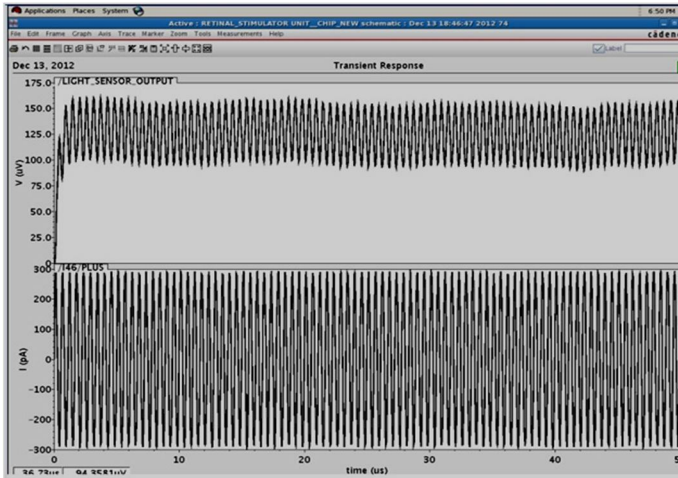 Applications Places System 6:50 PM
Active : RETINAL_STIMULATOR UNIT__CHIP_NEW schematic : Dec 13 18:46:47 2012 74
File Edit Frame Graph Axis Trace Marker Zoom Tools Measurements Help cādence
Label
Dec 13, 2012 Transient Response
/LIGHT_SENSOR_OUTPUT
175.0
150.0
125.0
100.0
75.0
50.0
25.0
0
V (uV)
/I46/PLUS
300
200
100
0
-100
-200
-300
I (pA)
0 10 20 30 40 5
time (us)
36.73us 94.3581uV